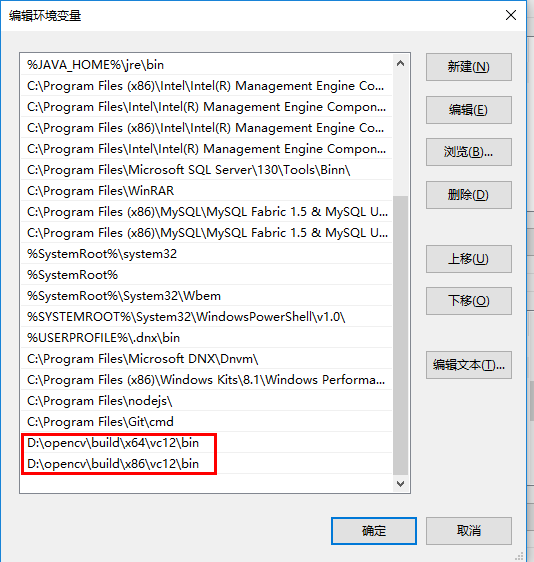 编辑环境变量
%JAVA_HOME%\jre\bin
C:\Program Files (x86)\Intel\Intel(R) Management Engine Co...
C:\Program Files\Intel\Intel(R) Management Engine Compon...
C:\Program Files (x86)\Intel\Intel(R) Management Engine Co...
C:\Program Files\Intel\Intel(R) Management Engine Compon...
C:\Program Files\Microsoft SQL Server\130\Tools\Binn\
C:\Program Files\WinRAR
C:\Program Files (x86)\MySQL\MySQL Fabric 1.5 & MySQL U...
C:\Program Files (x86)\MySQL\MySQL Fabric 1.5 & MySQL U...
%SystemRoot%\system32
%SystemRoot%
%SystemRoot%\System32\Wbem
%SYSTEMROOT%\System32\WindowsPowerShell\v1.0\
%USERPROFILE%\.dnx\bin
C:\Program Files\Microsoft DNX\Dnvm\
C:\Program Files (x86)\Windows Kits\8.1\Windows Performa...
C:\Program Files\nodejs\
C:\Program Files\Git\cmd
D:\opencv\build\x64\vc12\bin
D:\opencv\build\x86\vc12\bin
新建(N)
编辑(E)
浏览(B)...
删除(D)
上移(U)
下移(O)
编辑文本(T)...
确定
取消